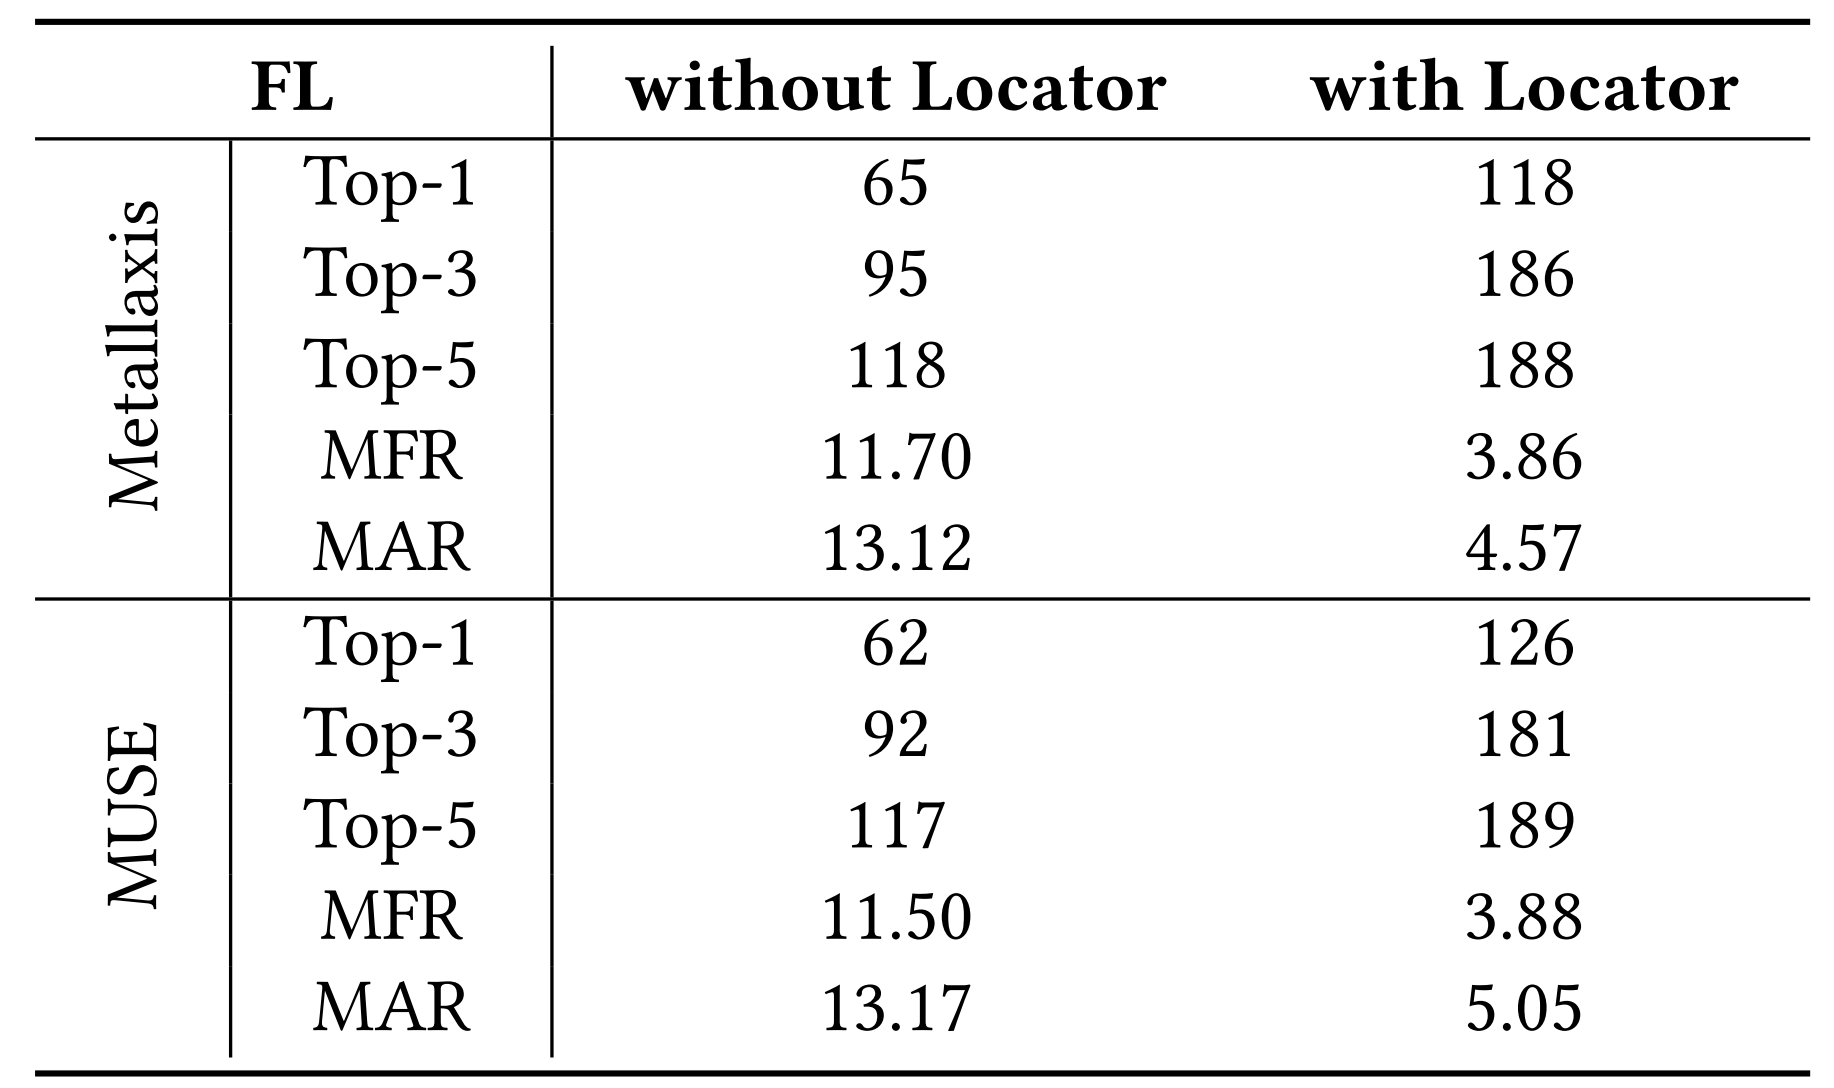 FL without Locator with Locator
Metallaxis
Top-1 65 118
Top-3 95 186
Top-5 118 188
MFR 11.70 3.86
MAR 13.12 4.57
MUSE
Top-1 62 126
Top-3 92 181
Top-5 117 189
MFR 11.50 3.88
MAR 13.17 5.05